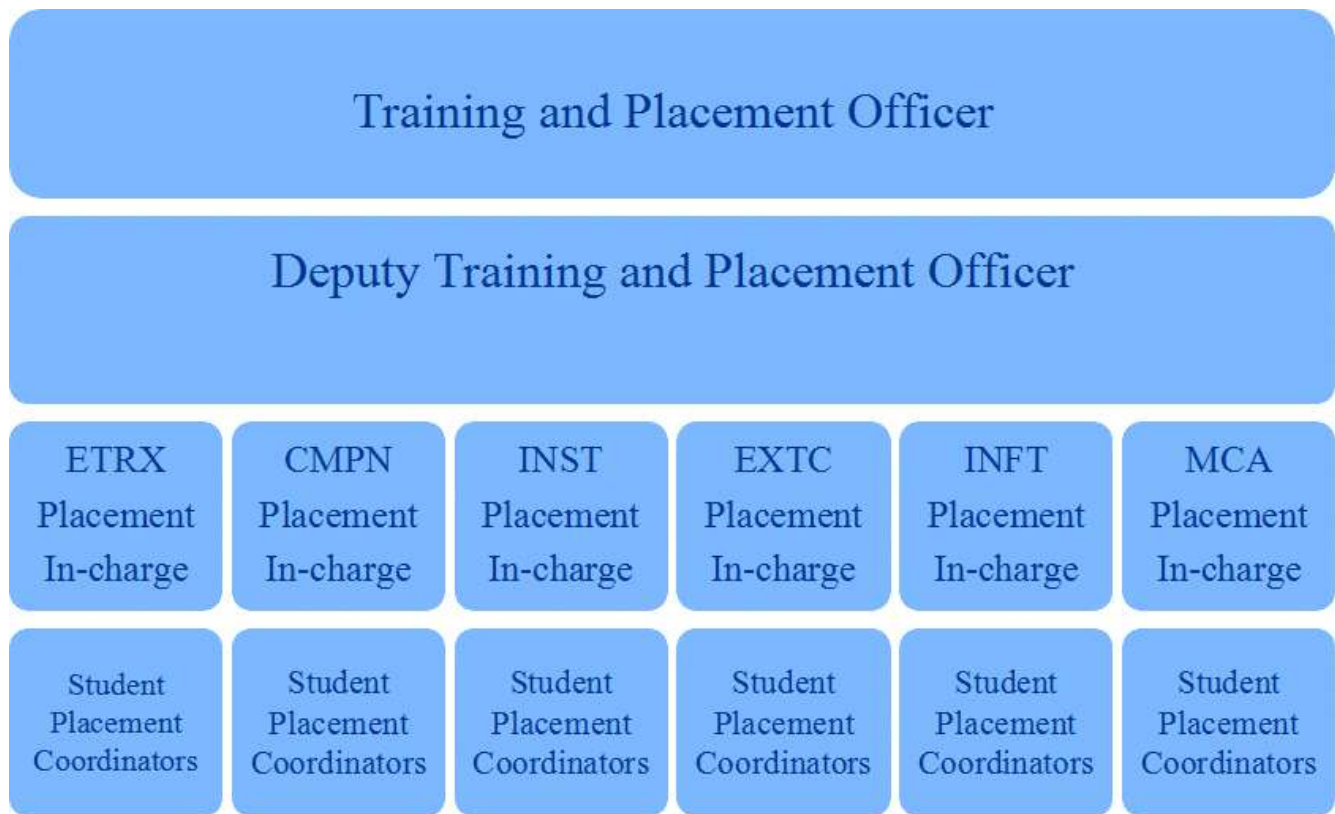 Training and Placement Officer
Deputy Training and Placement Officer
ETRX
Placement
In-charge
CMPN
Placement
In-charge
INST
Placement
In-charge
EXTC
Placement
In-charge
INFT
Placement
In-charge
MCA
Placement
In-charge
Student
Placement
Coordinators
Student
Placement
Coordinators
Student
Placement
Coordinators
Student
Placement
Coordinators
Student
Placement
Coordinators
Student
Placement
Coordinators